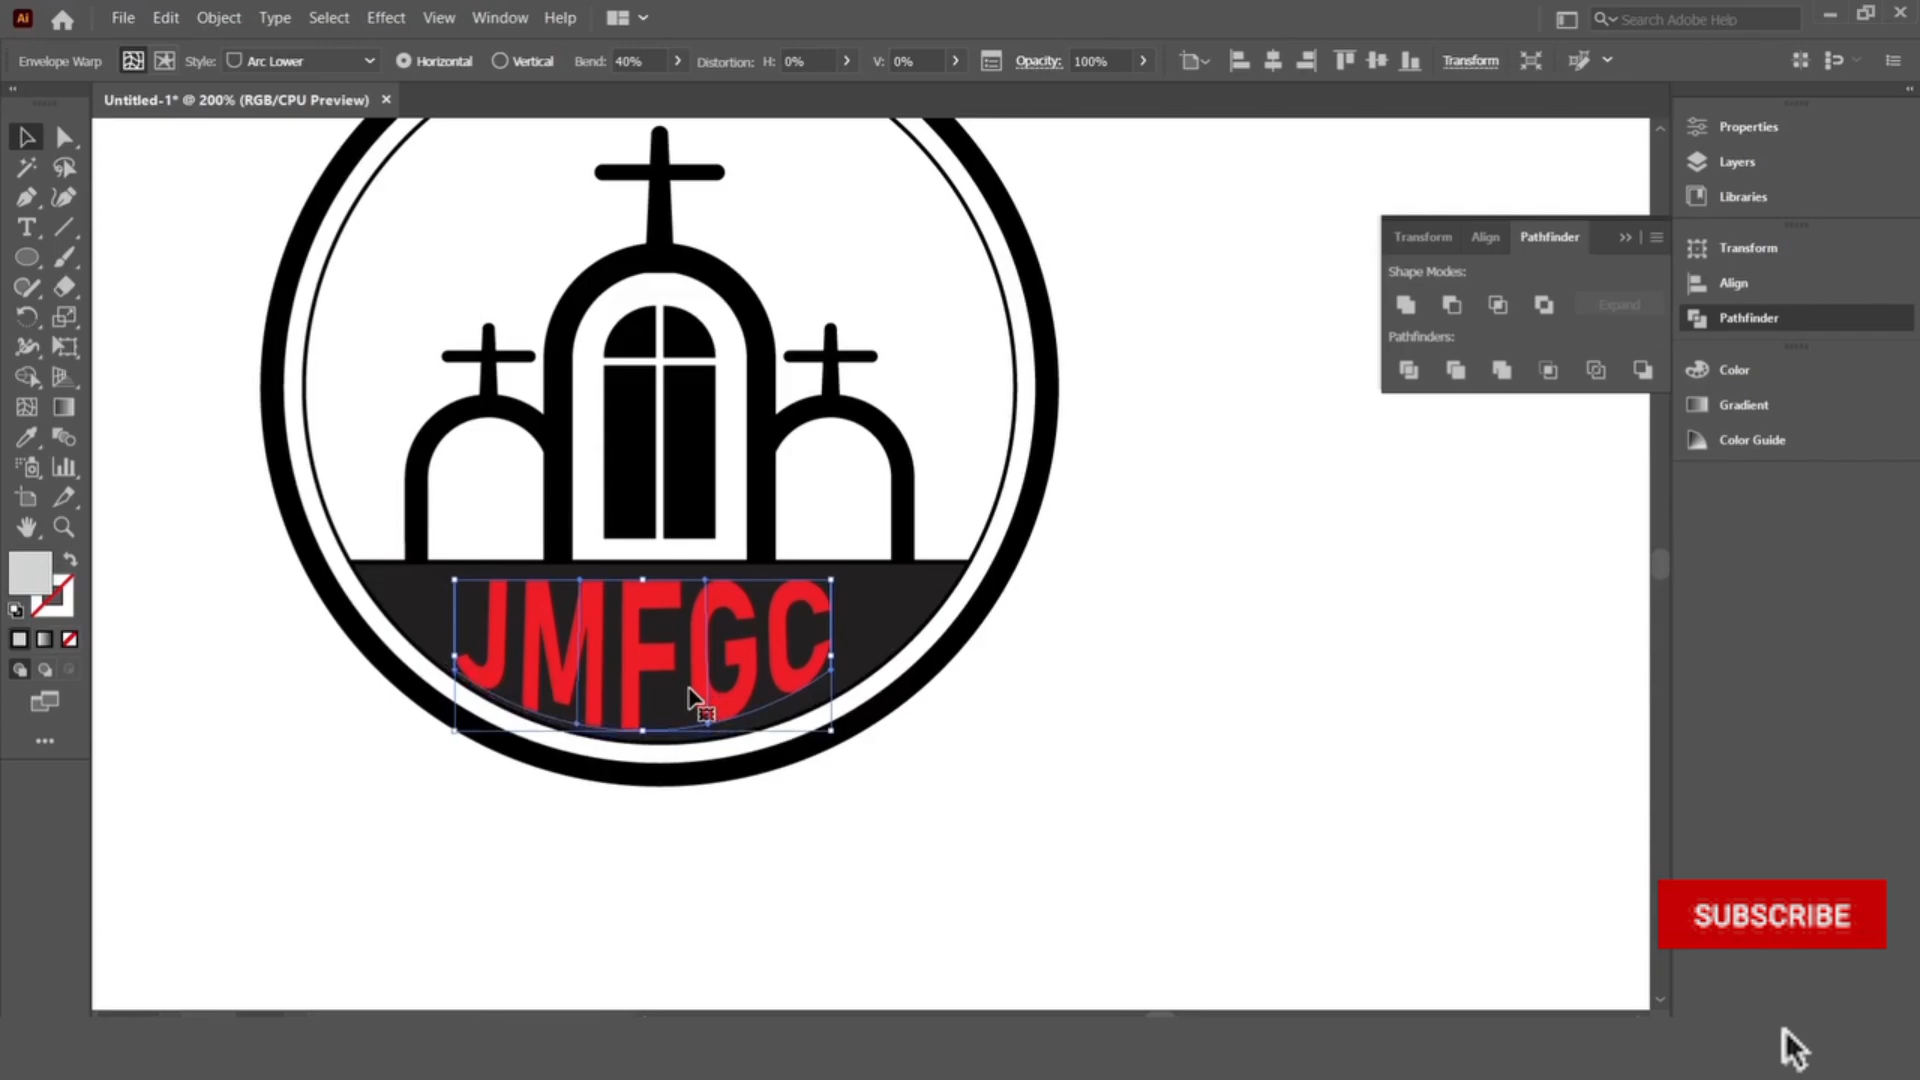 Ai File Edit Object Type Select Effect View Window Help Search Adobe Help
Envelope Warp Style: Arc Lower Horizontal Vertical Bend: 40% Distortion: H: 0% V: 0% Opacity: 100% Transform
Untitled-1* @ 200% (RGB/CPU Preview)
Properties
Layers
Libraries
Transform Align Pathfinder
Shape Modes:
Expand
Pathfinders:
Transform
Align
Pathfinder
Color
Gradient
Color Guide
JMFGC
SUBSCRIBE